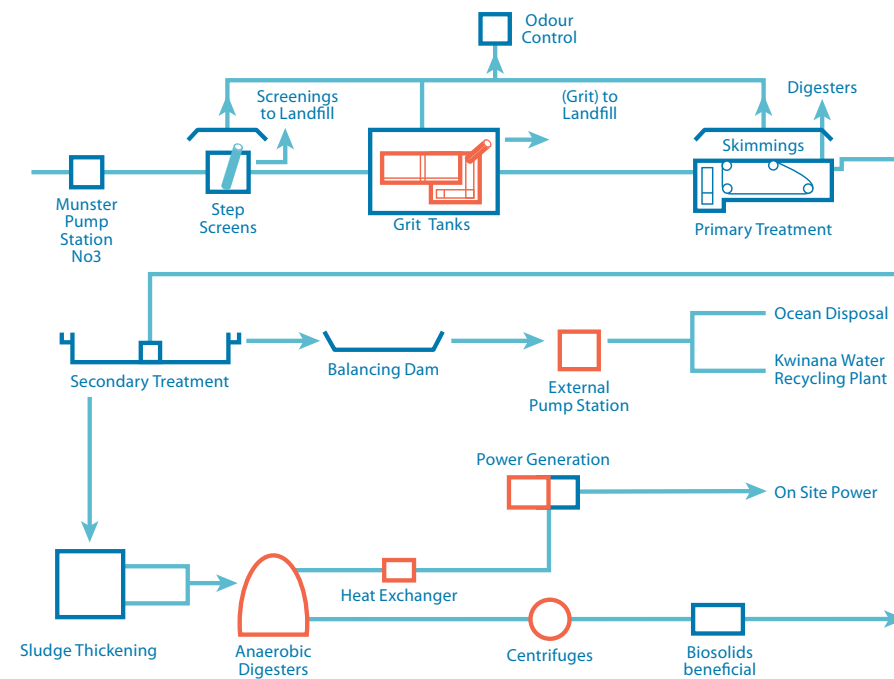 Odour
Control
Screenings
to Landfill
(Grit) to
Landfill
Digesters
Skimmings
Munster
Pump
Station
No3
Step
Screens
Grit Tanks
Primary Treatment
Secondary Treatment
Balancing Dam
External
Pump Station
Ocean Disposal
Kwinana Water
Recycling Plant
Power Generation
On Site Power
Heat Exchanger
Sludge Thickening
Anaerobic
Digesters
Centrifuges
Biosolids
beneficial